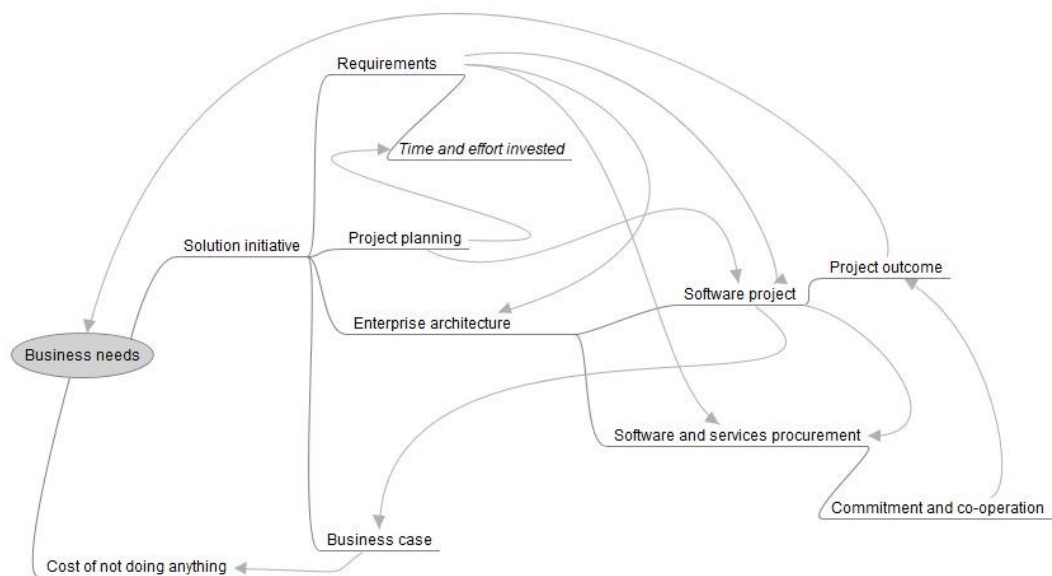 Requirements
Time and effort invested
Project planning
Solution initiative
Project outcome
Software project
Enterprise architecture
Business needs
Software and services procurement
Commitment and co-operation
Business case
Cost of not doing anything